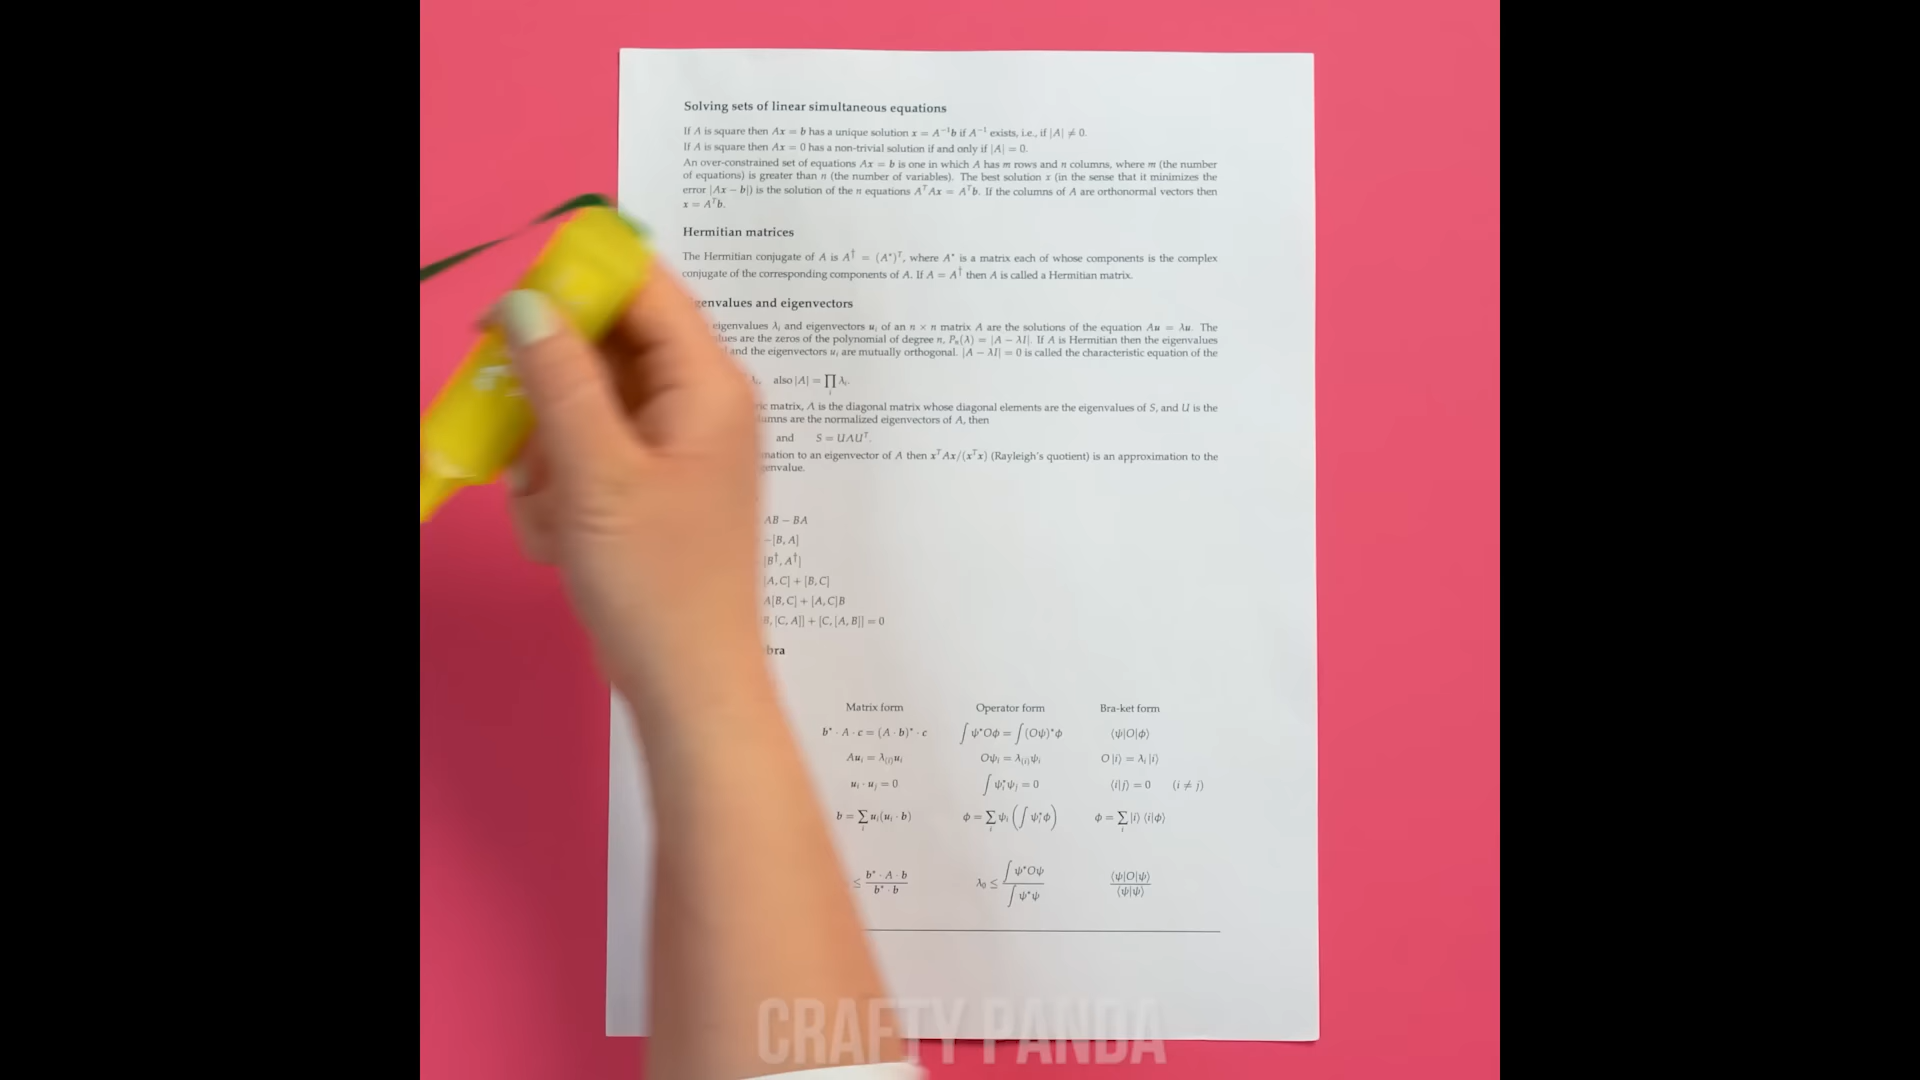 Solving sets of linear simultaneous equations
If A is square then Ax = b has a unique solution x = A⁻¹b if A⁻¹ exists, i.e., if |A| ≠ 0.
If A is square then Ax = 0 has a non-trivial solution if and only if |A| = 0.
An over-constrained set of equations Ax = b is one in which A has m rows and n columns, where m (the number
of equations) is greater than n (the number of variables). The best solution x (in the sense that it minimizes the
error |Ax − b|) is the solution of the n equations AᵀAx = Aᵀb. If the columns of A are orthonormal vectors then
x = Aᵀb.
Hermitian matrices
The Hermitian conjugate of A is A† = (A*)ᵀ, where A* is a matrix each of whose components is the complex
conjugate of the corresponding components of A. If A = A† then A is called a Hermitian matrix.
genvalues and eigenvectors
eigenvalues λᵢ and eigenvectors uᵢ of an n × n matrix A are the solutions of the equation Au = λu. The
lues are the zeros of the polynomial of degree n, Pₙ(λ) = |A − λI|. If A is Hermitian then the eigenvalues
and the eigenvectors uᵢ are mutually orthogonal. |A − λI| = 0 is called the characteristic equation of the
λᵢ, also |A| = ∏ᵢ λᵢ.
ric matrix, Λ is the diagonal matrix whose diagonal elements are the eigenvalues of S, and U is the
lumns are the normalized eigenvectors of A, then
and S = UΛUᵀ.
mation to an eigenvector of A then xᵀAx/(xᵀx) (Rayleigh's quotient) is an approximation to the
genvalue.
AB − BA
−[B, A]
[B†, A†]
[A, C] + [B, C]
A[B, C] + [A, C]B
B, [C, A]] + [C, [A, B]] = 0
bra
Matrix form Operator form Bra-ket form
b* · A · c = (A · b)* · c ∫ψ*Oφ = ∫(Oψ)*φ ⟨ψ|O|φ⟩
Auᵢ = λ₍ᵢ₎uᵢ Oψᵢ = λ₍ᵢ₎ψᵢ O|i⟩ = λᵢ|i⟩
uᵢ · uⱼ = 0 ∫ψᵢ*ψⱼ = 0 ⟨i|j⟩ = 0 (i ≠ j)
b = ∑ᵢ uᵢ(uᵢ · b) φ = ∑ᵢ ψᵢ (∫ψᵢ*φ) φ = ∑ᵢ |i⟩⟨i|φ⟩
≤ b* · A · b / b* · b λ₀ ≤ ∫ψ*Oψ / ∫ψ*ψ ⟨ψ|O|ψ⟩ / ⟨ψ|ψ⟩
CRAFTY PANDA